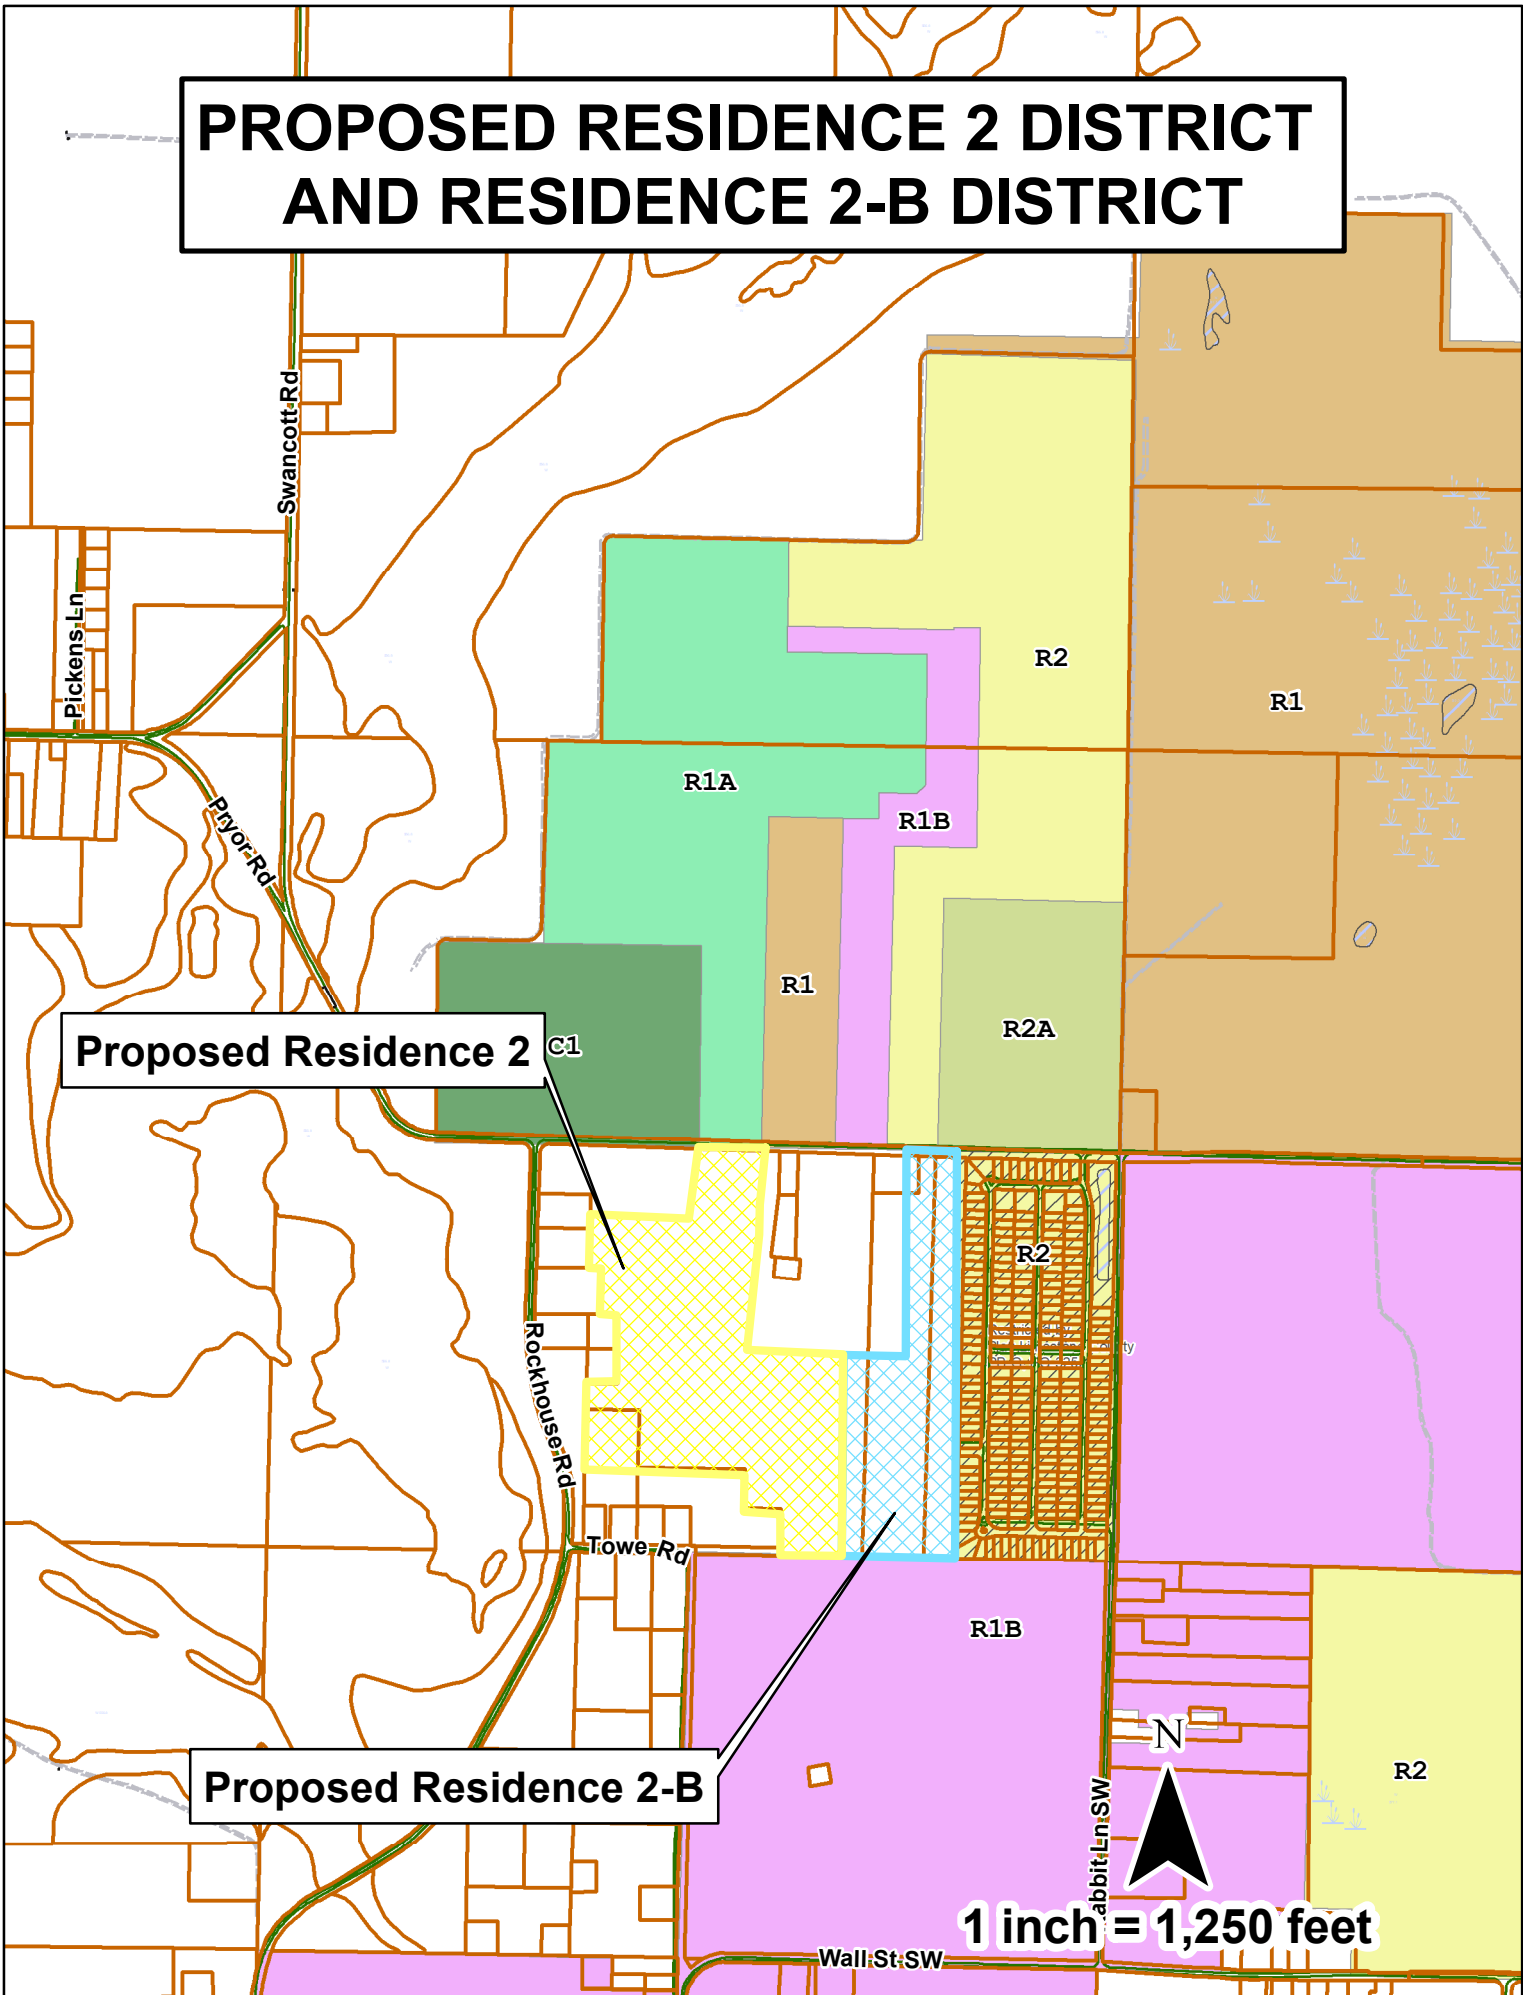 PROPOSED RESIDENCE 2 DISTRICT
AND RESIDENCE 2-B DISTRICT
Swancott Rd
Pickens Ln
R2
R1
R1A
R1B
Pryor Rd
R1
R2A
Proposed Residence 2
C1
R2
Rockhouse Rd
Towe Rd
R1B
N
R2
Proposed Residence 2-B
abbit Ln SW
1 inch = 1,250 feet
Wall St SW